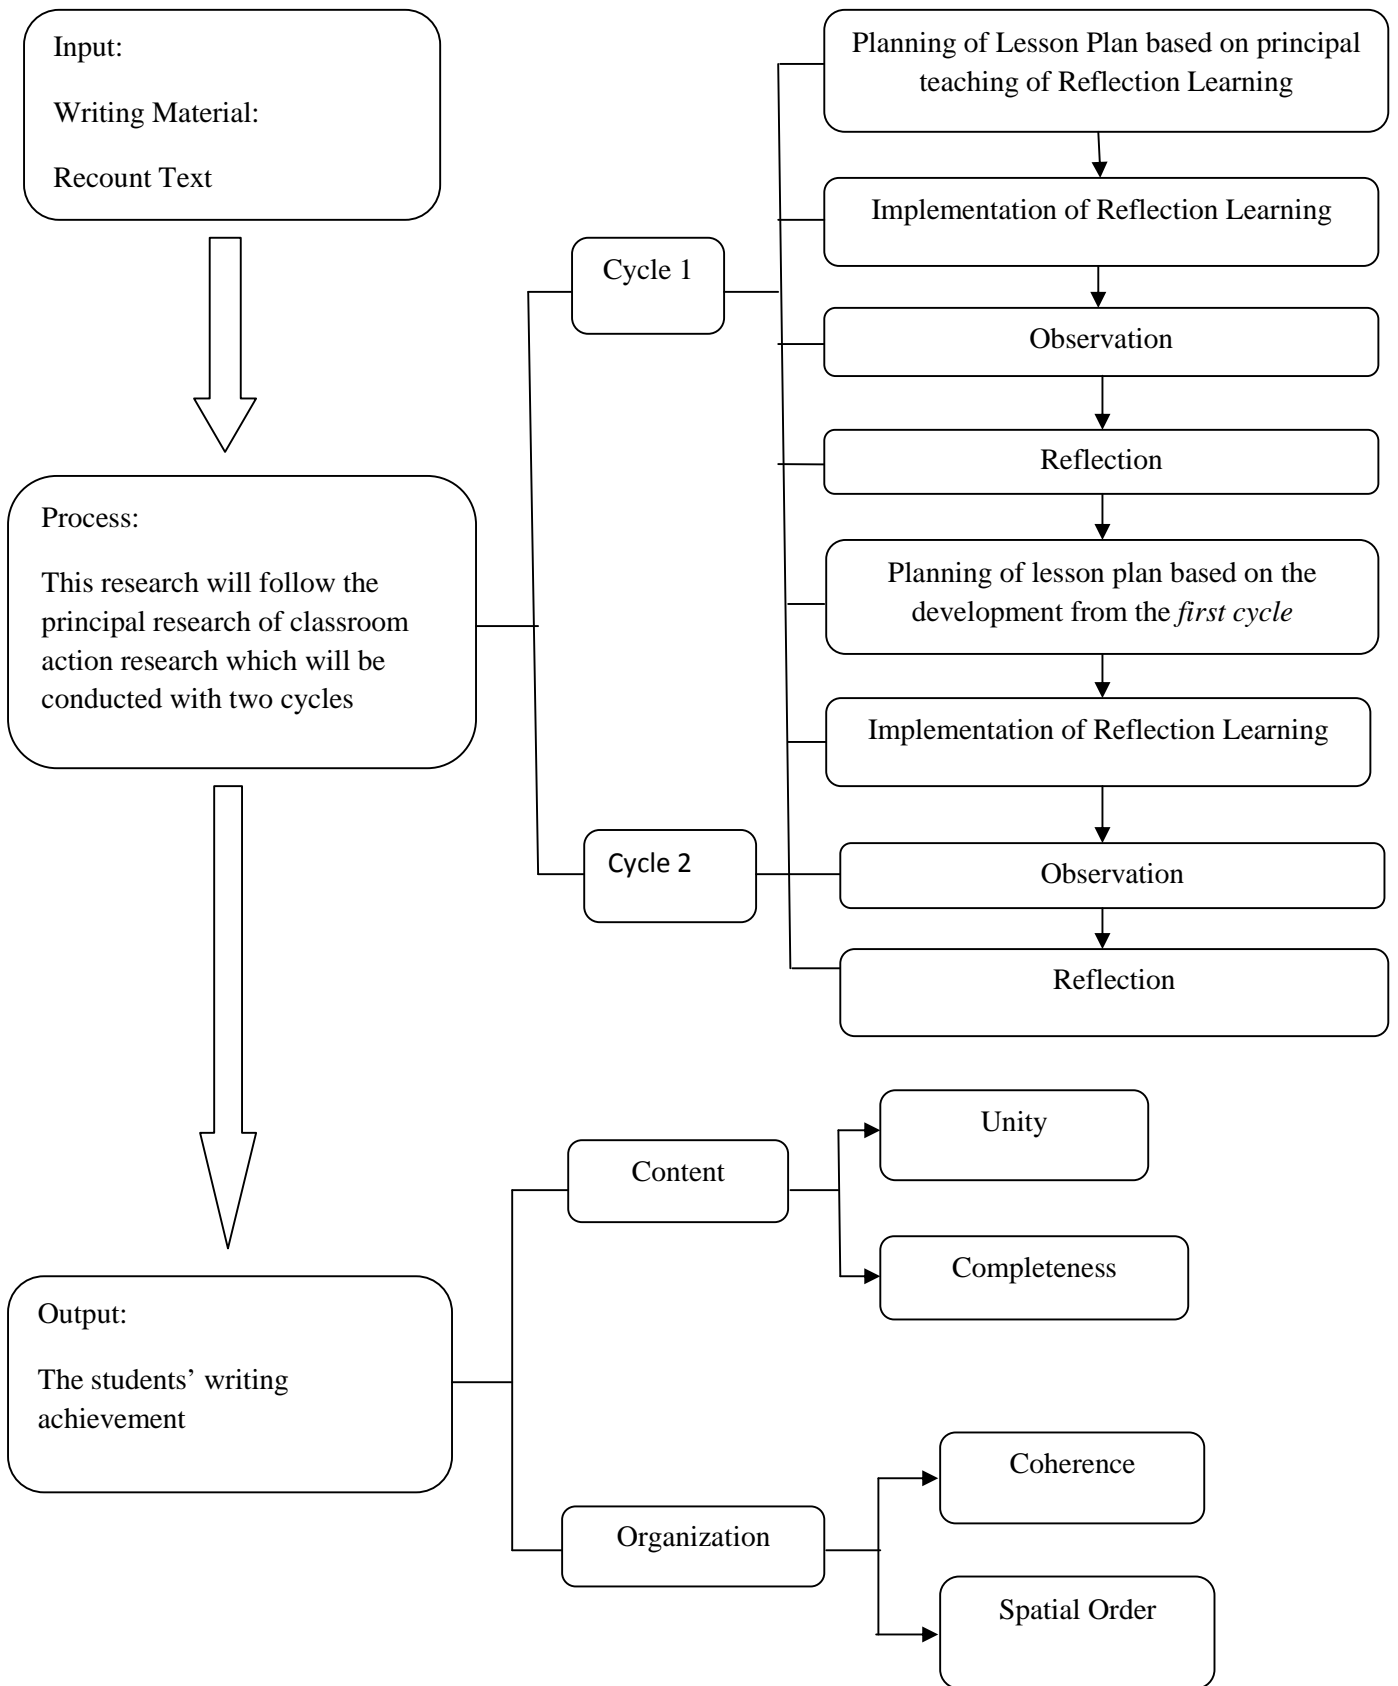 Input:
Writing Material:
Recount Text
Process:
This research will follow the
principal research of classroom
action research which will be
conducted with two cycles
Cycle 1
Planning of Lesson Plan based on principal
teaching of Reflection Learning
Implementation of Reflection Learning
Observation
Reflection
Planning of lesson plan based on the
development from the first cycle
Implementation of Reflection Learning
Cycle 2
Observation
Reflection
Output:
The students’ writing
achievement
Content
Unity
Completeness
Organization
Coherence
Spatial Order